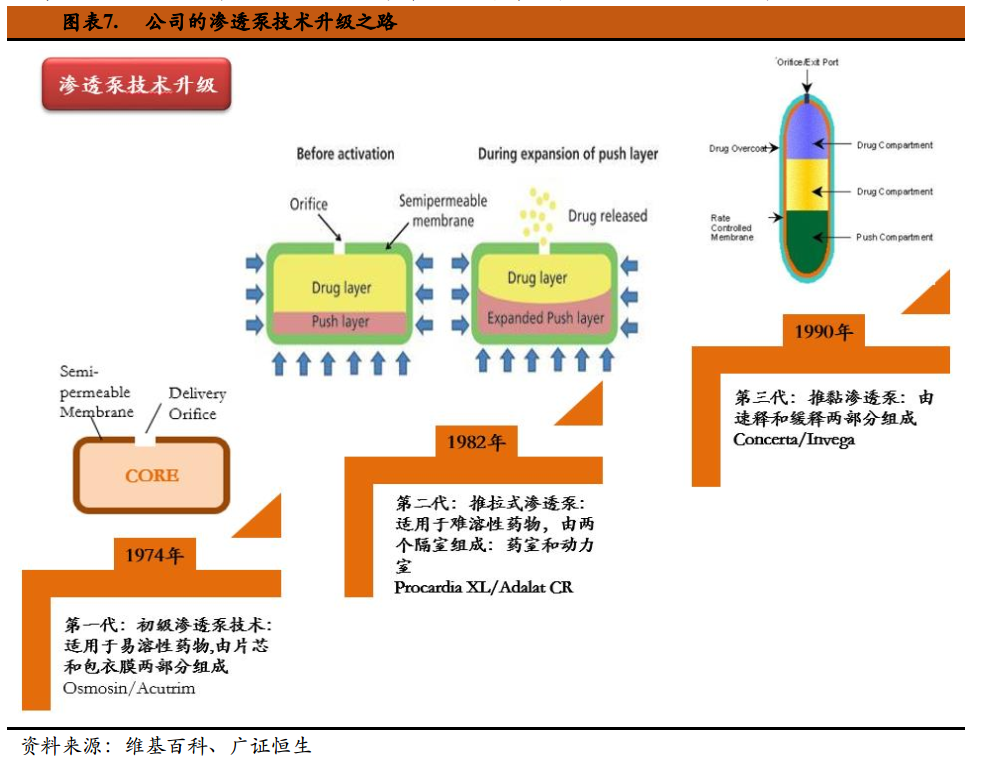 图表7. 公司的渗透泵技术升级之路
渗透泵技术升级
Before activation
Orifice
Semipermeable
membrane
Drug layer
Push layer
During expansion of push layer
Drug released
Drug layer
Expanded Push layer
Orifice/Exit Port
Drug Overcoat
Drug Compartment
Drug Compartment
Rate
Controlled
Membrane
Push Compartment
Semi-
permeable
Membrane
Delivery
Orifice
CORE
1974年
第一代：初级渗透泵技术：
适用于易溶性药物,由片芯
和包衣膜两部分组成
Osmosin/Acutrim
1982年
第二代：推拉式渗透泵：
适用于难溶性药物，由两
个隔室组成：药室和动力
室
Procardia XL/Adalat CR
1990年
第三代：推黏渗透泵：由
速释和缓释两部分组成
Concerta/Invega
资料来源：维基百科、广证恒生